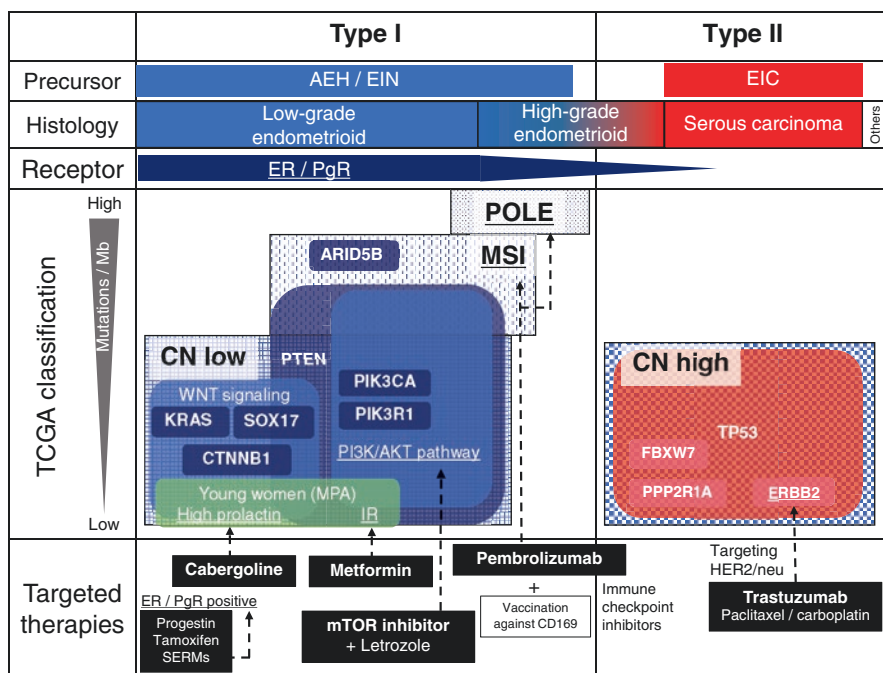 Type I
Type II
Precursor
AEH / EIN
EIC
Histology
Low-grade
endometrioid
High-grade
endometrioid
Serous carcinoma
Others
Receptor
ER / PgR
TCGA classification
High
Mutations / Mb
Low
POLE
ARID5B
MSI
CN low
PTEN
WNT signaling
KRAS
SOX17
CTNNB1
PIK3CA
PIK3R1
PI3K/AKT pathway
Young women (MPA)
High prolactin
IR
CN high
TP53
FBXW7
PPP2R1A
ERBB2
Targeted
therapies
Cabergoline
Metformin
Pembrolizumab
+
Vaccination
against CD169
Immune
checkpoint
inhibitors
Targeting
HER2/neu
Trastuzumab
Paclitaxel / carboplatin
ER / PgR positive
Progestin
Tamoxifen
SERMs
mTOR inhibitor
+ Letrozole